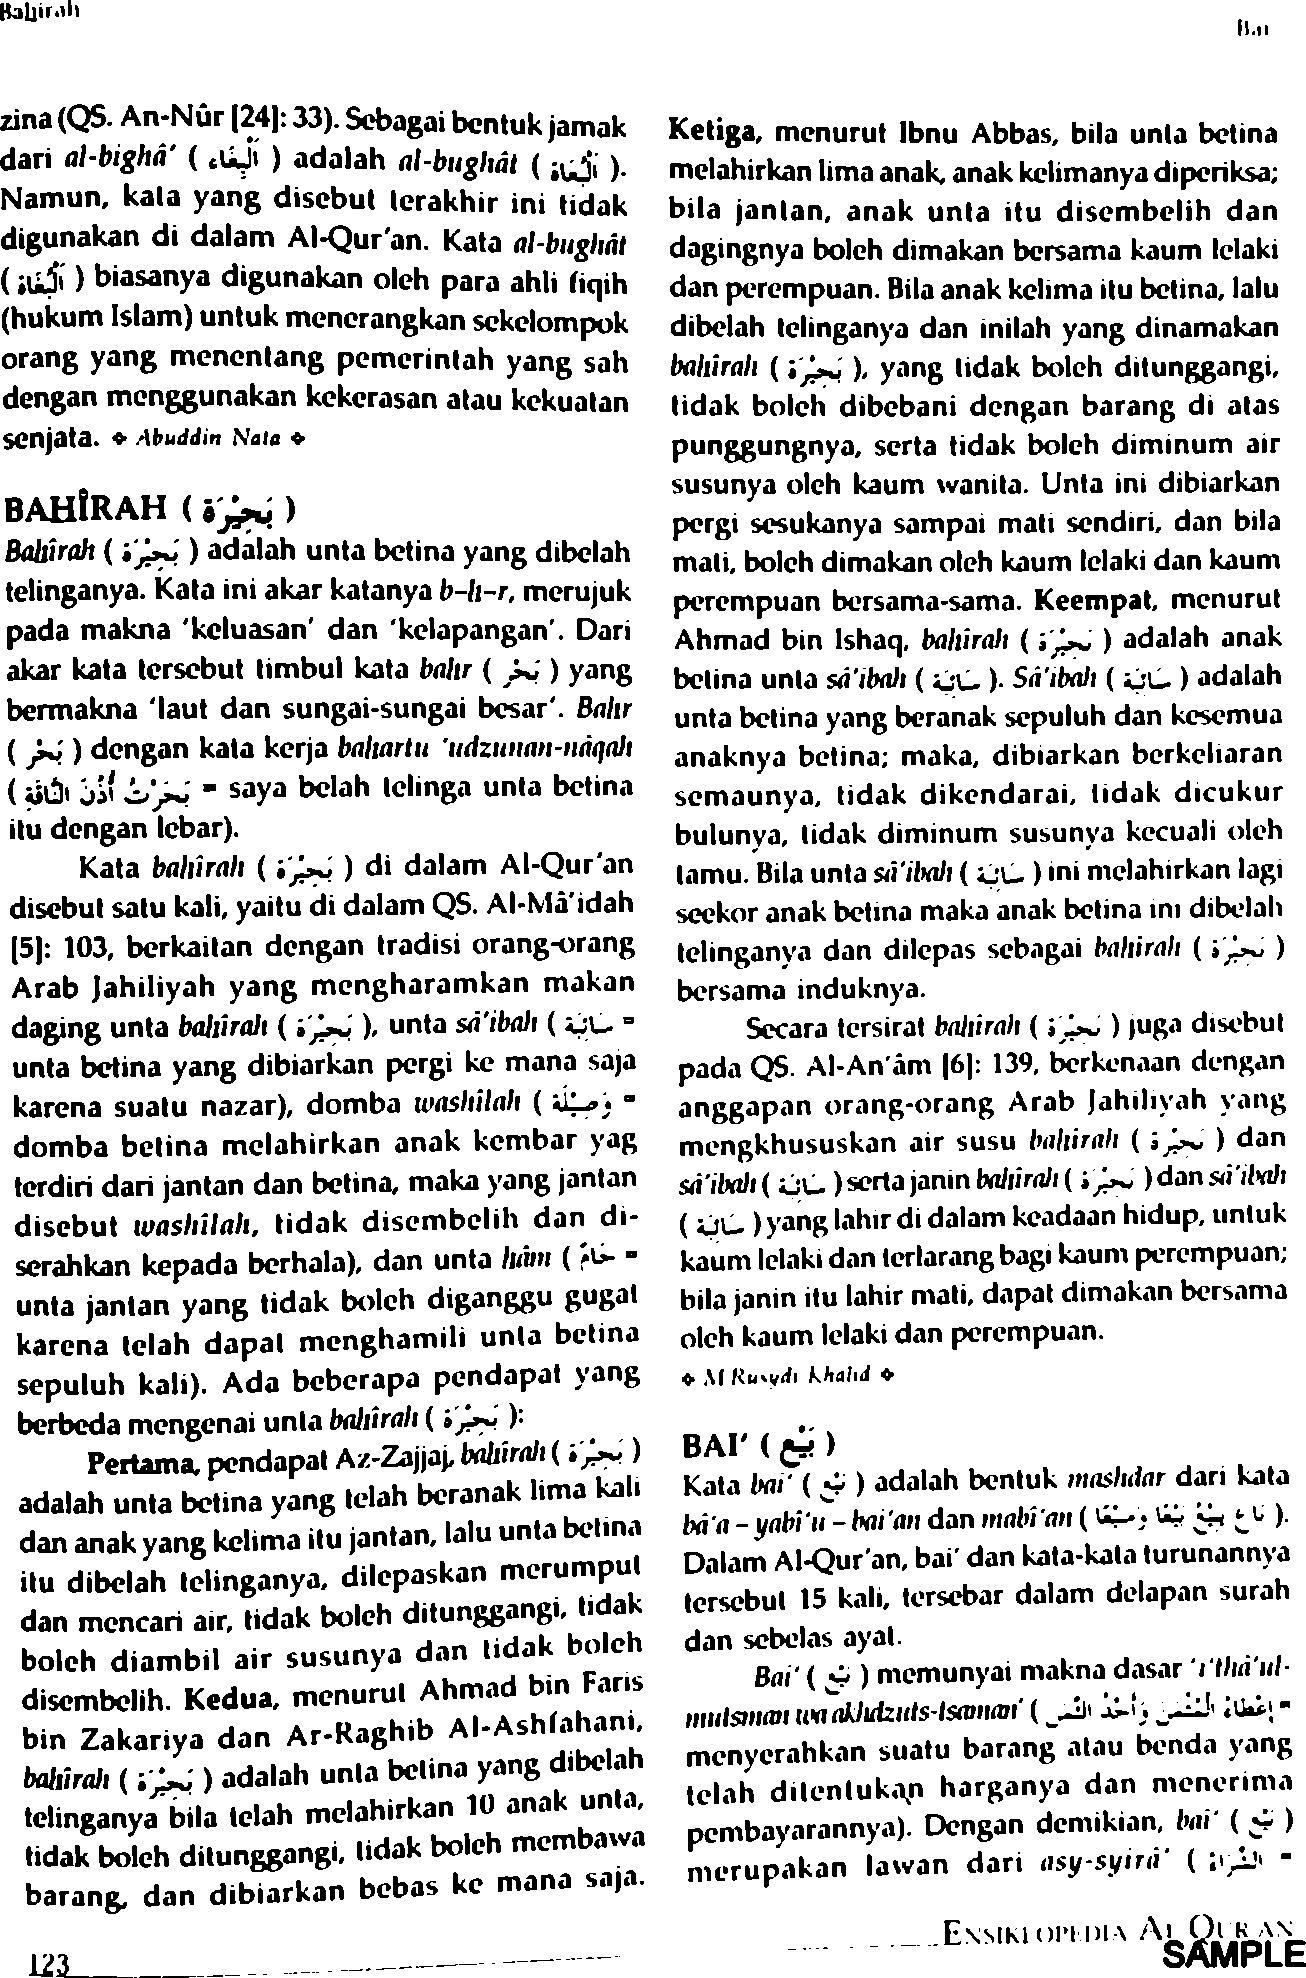 Bahirah
Bai
zina (QS. An-Nûr [24]: 33). Sebagai bentuk jamak
dari al-bighâ' ( اَلْبِغَاء ) adalah al-bughât ( اَلْبُغَاة ).
Namun, kata yang disebut terakhir ini tidak
digunakan di dalam Al-Qur'an. Kata al-bughât
( اَلْبُغَاة ) biasanya digunakan oleh para ahli fiqih
(hukum Islam) untuk menerangkan sekelompok
orang yang menentang pemerintah yang sah
dengan menggunakan kekerasan atau kekuatan
senjata. ❖ Abuddin Nata ❖
BAHÎRAH ( بَحِيْرَة )
Bahîrah ( بَحِيْرَة ) adalah unta betina yang dibelah
telinganya. Kata ini akar katanya b-h-r, merujuk
pada makna 'keluasan' dan 'kelapangan'. Dari
akar kata tersebut timbul kata bahr ( بَحْر ) yang
bermakna 'laut dan sungai-sungai besar'. Bahr
( بَحْر ) dengan kata kerja bahartu 'udzunan-nâqah
( بَحَرْتُ أُذُنَ النَّاقَةِ = saya belah telinga unta betina
itu dengan lebar).
Kata bahîrah ( بَحِيْرَة ) di dalam Al-Qur'an
disebut satu kali, yaitu di dalam QS. Al-Mâ'idah
[5]: 103, berkaitan dengan tradisi orang-orang
Arab Jahiliyah yang mengharamkan makan
daging unta bahîrah ( بَحِيْرَة ), unta sâ'ibah ( سَائِبَة =
unta betina yang dibiarkan pergi ke mana saja
karena suatu nazar), domba washîlah ( وَصِيْلَة =
domba betina melahirkan anak kembar yag
terdiri dari jantan dan betina, maka yang jantan
disebut washîlah, tidak disembelih dan di-
serahkan kepada berhala), dan unta hâm ( حَام =
unta jantan yang tidak boleh diganggu gugat
karena telah dapat menghamili unta betina
sepuluh kali). Ada beberapa pendapat yang
berbeda mengenai unta bahîrah ( بَحِيْرَة ):
Pertama, pendapat Az-Zajjaj, bahîrah ( بَحِيْرَة )
adalah unta betina yang telah beranak lima kali
dan anak yang kelima itu jantan, lalu unta betina
itu dibelah telinganya, dilepaskan merumput
dan mencari air, tidak boleh ditunggangi, tidak
boleh diambil air susunya dan tidak boleh
disembelih. Kedua, menurut Ahmad bin Faris
bin Zakariya dan Ar-Raghib Al-Ashfahani,
bahîrah ( بَحِيْرَة ) adalah unta betina yang dibelah
telinganya bila telah melahirkan 10 anak unta,
tidak boleh ditunggangi, tidak boleh membawa
barang, dan dibiarkan bebas ke mana saja.
Ketiga, menurut Ibnu Abbas, bila unta betina
melahirkan lima anak, anak kelimanya diperiksa;
bila jantan, anak unta itu disembelih dan
dagingnya boleh dimakan bersama kaum lelaki
dan perempuan. Bila anak kelima itu betina, lalu
dibelah telinganya dan inilah yang dinamakan
bahîrah ( بَحِيْرَة ), yang tidak boleh ditunggangi,
tidak boleh dibebani dengan barang di atas
punggungnya, serta tidak boleh diminum air
susunya oleh kaum wanita. Unta ini dibiarkan
pergi sesukanya sampai mati sendiri, dan bila
mati, boleh dimakan oleh kaum lelaki dan kaum
perempuan bersama-sama. Keempat, menurut
Ahmad bin Ishaq, bahîrah ( بَحِيْرَة ) adalah anak
betina unta sâ'ibah ( سَائِبَة ). Sâ'ibah ( سَائِبَة ) adalah
unta betina yang beranak sepuluh dan kesemua
anaknya betina; maka, dibiarkan berkeliaran
semaunya, tidak dikendarai, tidak dicukur
bulunya, tidak diminum susunya kecuali oleh
tamu. Bila unta sâ'ibah ( سَائِبَة ) ini melahirkan lagi
seekor anak betina maka anak betina ini dibelah
telinganya dan dilepas sebagai bahîrah ( بَحِيْرَة )
bersama induknya.
Secara tersirat bahîrah ( بَحِيْرَة ) juga disebut
pada QS. Al-An'âm [6]: 139, berkenaan dengan
anggapan orang-orang Arab Jahiliyah yang
mengkhususkan air susu bahîrah ( بَحِيْرَة ) dan
sâ'ibah ( سَائِبَة ) serta janin bahîrah ( بَحِيْرَة ) dan sâ'ibah
( سَائِبَة ) yang lahir di dalam keadaan hidup, untuk
kaum lelaki dan terlarang bagi kaum perempuan;
bila janin itu lahir mati, dapat dimakan bersama
oleh kaum lelaki dan perempuan.
❖ M Rusydi Khalid ❖
BAI' ( بَيْع )
Kata bai' ( بَيْع ) adalah bentuk mashdar dari kata
bâ'a – yabî'u – bai'an dan mabî'an ( بَاعَ يَبِيْعُ بَيْعًا وَمَبِيْعًا ).
Dalam Al-Qur'an, bai' dan kata-kata turunannya
tersebut 15 kali, tersebar dalam delapan surah
dan sebelas ayat.
Bai' ( بَيْع ) memunyai makna dasar 'i'thâ'ul-
mutsman wa akhdzuts-tsaman' ( إِعْطَاءُ الْمُثْمَنِ وَأَخْذُ الثَّمَنِ =
menyerahkan suatu barang atau benda yang
telah ditentukan harganya dan menerima
pembayarannya). Dengan demikian, bai' ( بَيْع )
merupakan lawan dari asy-syirâ' ( الشِّرَاءُ =
123
ENSIKLOPEDIA AL QUR'AN
SAMPLE